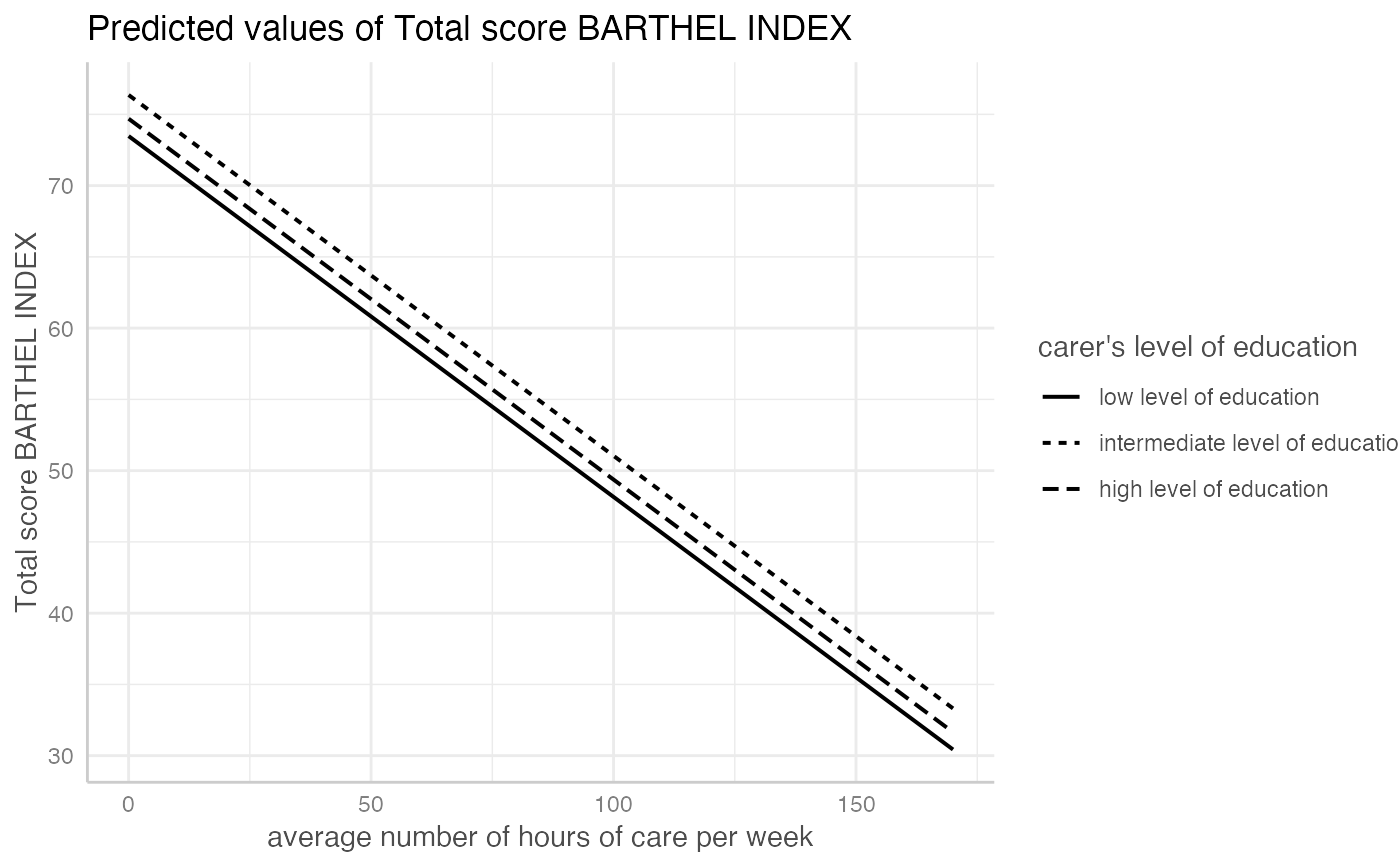 Predicted values of Total score BARTHEL INDEX
Total score BARTHEL INDEX
70
60
50
40
30
0 50 100 150
average number of hours of care per week
carer's level of education
low level of education
intermediate level of educatio
high level of education